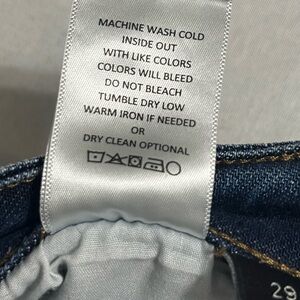 MACHINE WASH COLD
INSIDE OUT
WITH LIKE COLORS
COLORS WILL BLEED
DO NOT BLEACH
TUMBLE DRY LOW
WARM IRON IF NEEDED
OR
DRY CLEAN OPTIONAL
29